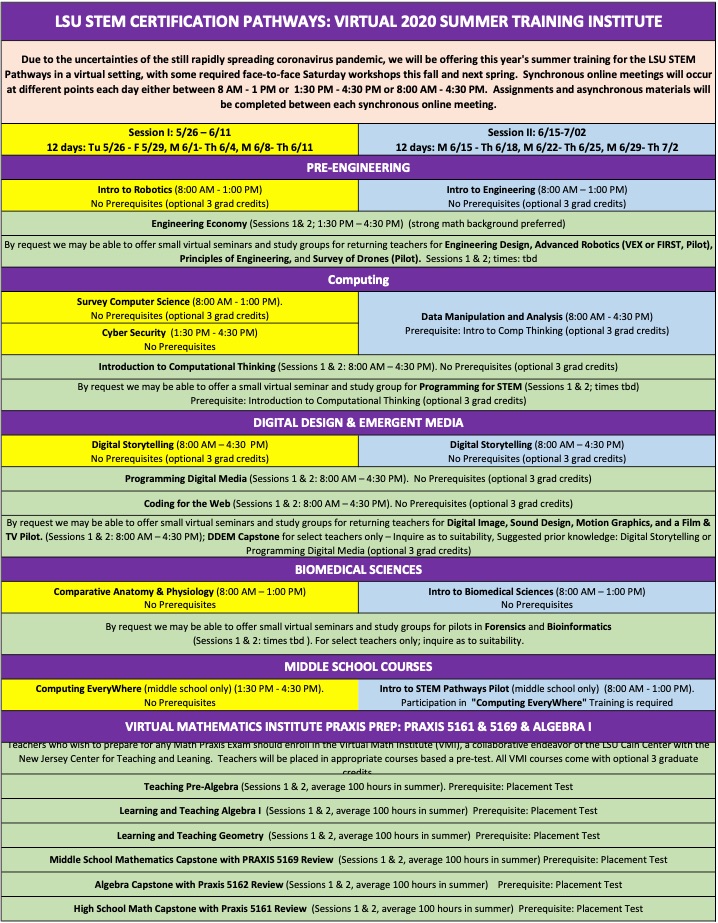 LSU STEM CERTIFICATION PATHWAYS: VIRTUAL 2020 SUMMER TRAINING INSTITUTE
Due to the uncertainties of the still rapidly spreading coronavirus pandemic, we will be offering this year's summer training for the LSU STEM
Pathways in a virtual setting, with some required face-to-face Saturday workshops this fall and next spring. Synchronous online meetings will occur
at different points each day either between 8 AM - 1 PM or 1:30 PM - 4:30 PM or 8:00 AM - 4:30 PM. Assignments and asynchronous materials will
be completed between each synchronous online meeting.
Session I: 5/26 – 6/11
12 days: Tu 5/26 - F 5/29, M 6/1- Th 6/4, M 6/8- Th 6/11
Session II: 6/15-7/02
12 days: M 6/15 - Th 6/18, M 6/22- Th 6/25, M 6/29- Th 7/2
PRE-ENGINEERING
Intro to Robotics (8:00 AM - 1:00 PM)
No Prerequisites (optional 3 grad credits)
Intro to Engineering (8:00 AM – 1:00 PM)
No Prerequisites (optional 3 grad credits)
Engineering Economy (Sessions 1& 2; 1:30 PM – 4:30 PM) (strong math background preferred)
By request we may be able to offer small virtual seminars and study groups for returning teachers for Engineering Design, Advanced Robotics (VEX or FIRST, Pilot),
Principles of Engineering, and Survey of Drones (Pilot). Sessions 1 & 2; times: tbd
Computing
Survey Computer Science (8:00 AM - 1:00 PM).
No Prerequisites (optional 3 grad credits)
Cyber Security (1:30 PM - 4:30 PM)
No Prerequisites
Data Manipulation and Analysis (8:00 AM - 4:30 PM)
Prerequisite: Intro to Comp Thinking (optional 3 grad credits)
Introduction to Computational Thinking (Sessions 1 & 2: 8:00 AM – 4:30 PM). No Prerequisites (optional 3 grad credits)
By request we may be able to offer a small virtual seminar and study group for Programming for STEM (Sessions 1 & 2; times tbd)
Prerequisite: Introduction to Computational Thinking (optional 3 grad credits)
DIGITAL DESIGN & EMERGENT MEDIA
Digital Storytelling (8:00 AM – 4:30 PM)
No Prerequisites (optional 3 grad credits)
Digital Storytelling (8:00 AM – 4:30 PM)
No Prerequisites (optional 3 grad credits)
Programming Digital Media (Sessions 1 & 2: 8:00 AM – 4:30 PM). No Prerequisites (optional 3 grad credits)
Coding for the Web (Sessions 1 & 2: 8:00 AM – 4:30 PM). No Prerequisites (optional 3 grad credits)
By request we may be able to offer small virtual seminars and study groups for returning teachers for Digital Image, Sound Design, Motion Graphics, and a Film &
TV Pilot. (Sessions 1 & 2: 8:00 AM – 4:30 PM); DDEM Capstone for select teachers only – Inquire as to suitability, Suggested prior knowledge: Digital Storytelling or
Programming Digital Media (optional 3 grad credits)
BIOMEDICAL SCIENCES
Comparative Anatomy & Physiology (8:00 AM – 1:00 PM)
No Prerequisites
Intro to Biomedical Sciences (8:00 AM – 1:00 PM)
No Prerequisites
By request we may be able to offer small virtual seminars and study groups for pilots in Forensics and Bioinformatics
(Sessions 1 & 2: times tbd ). For select teachers only; inquire as to suitability.
MIDDLE SCHOOL COURSES
Computing EveryWhere (middle school only) (1:30 PM - 4:30 PM).
No Prerequisites
Intro to STEM Pathways Pilot (middle school only) (8:00 AM - 1:00 PM).
Participation in "Computing EveryWhere" Training is required
VIRTUAL MATHEMATICS INSTITUTE PRAXIS PREP: PRAXIS 5161 & 5169 & ALGEBRA I
Teachers who wish to prepare for any Math Praxis Exam should enroll in the Virtual Math Institute (VMI), a collaborative endeavor of the LSU Cain Center with the
New Jersey Center for Teaching and Leaning. Teachers will be placed in appropriate courses based a pre-test. All VMI courses come with optional 3 graduate
credits
Teaching Pre-Algebra (Sessions 1 & 2, average 100 hours in summer). Prerequisite: Placement Test
Learning and Teaching Algebra I (Sessions 1 & 2, average 100 hours in summer) Prerequisite: Placement Test
Learning and Teaching Geometry (Sessions 1 & 2, average 100 hours in summer) Prerequisite: Placement Test
Middle School Mathematics Capstone with PRAXIS 5169 Review (Sessions 1 & 2, average 100 hours in summer) Prerequisite: Placement Test
Algebra Capstone with Praxis 5162 Review (Sessions 1 & 2, average 100 hours in summer) Prerequisite: Placement Test
High School Math Capstone with Praxis 5161 Review (Sessions 1 & 2, average 100 hours in summer) Prerequisite: Placement Test